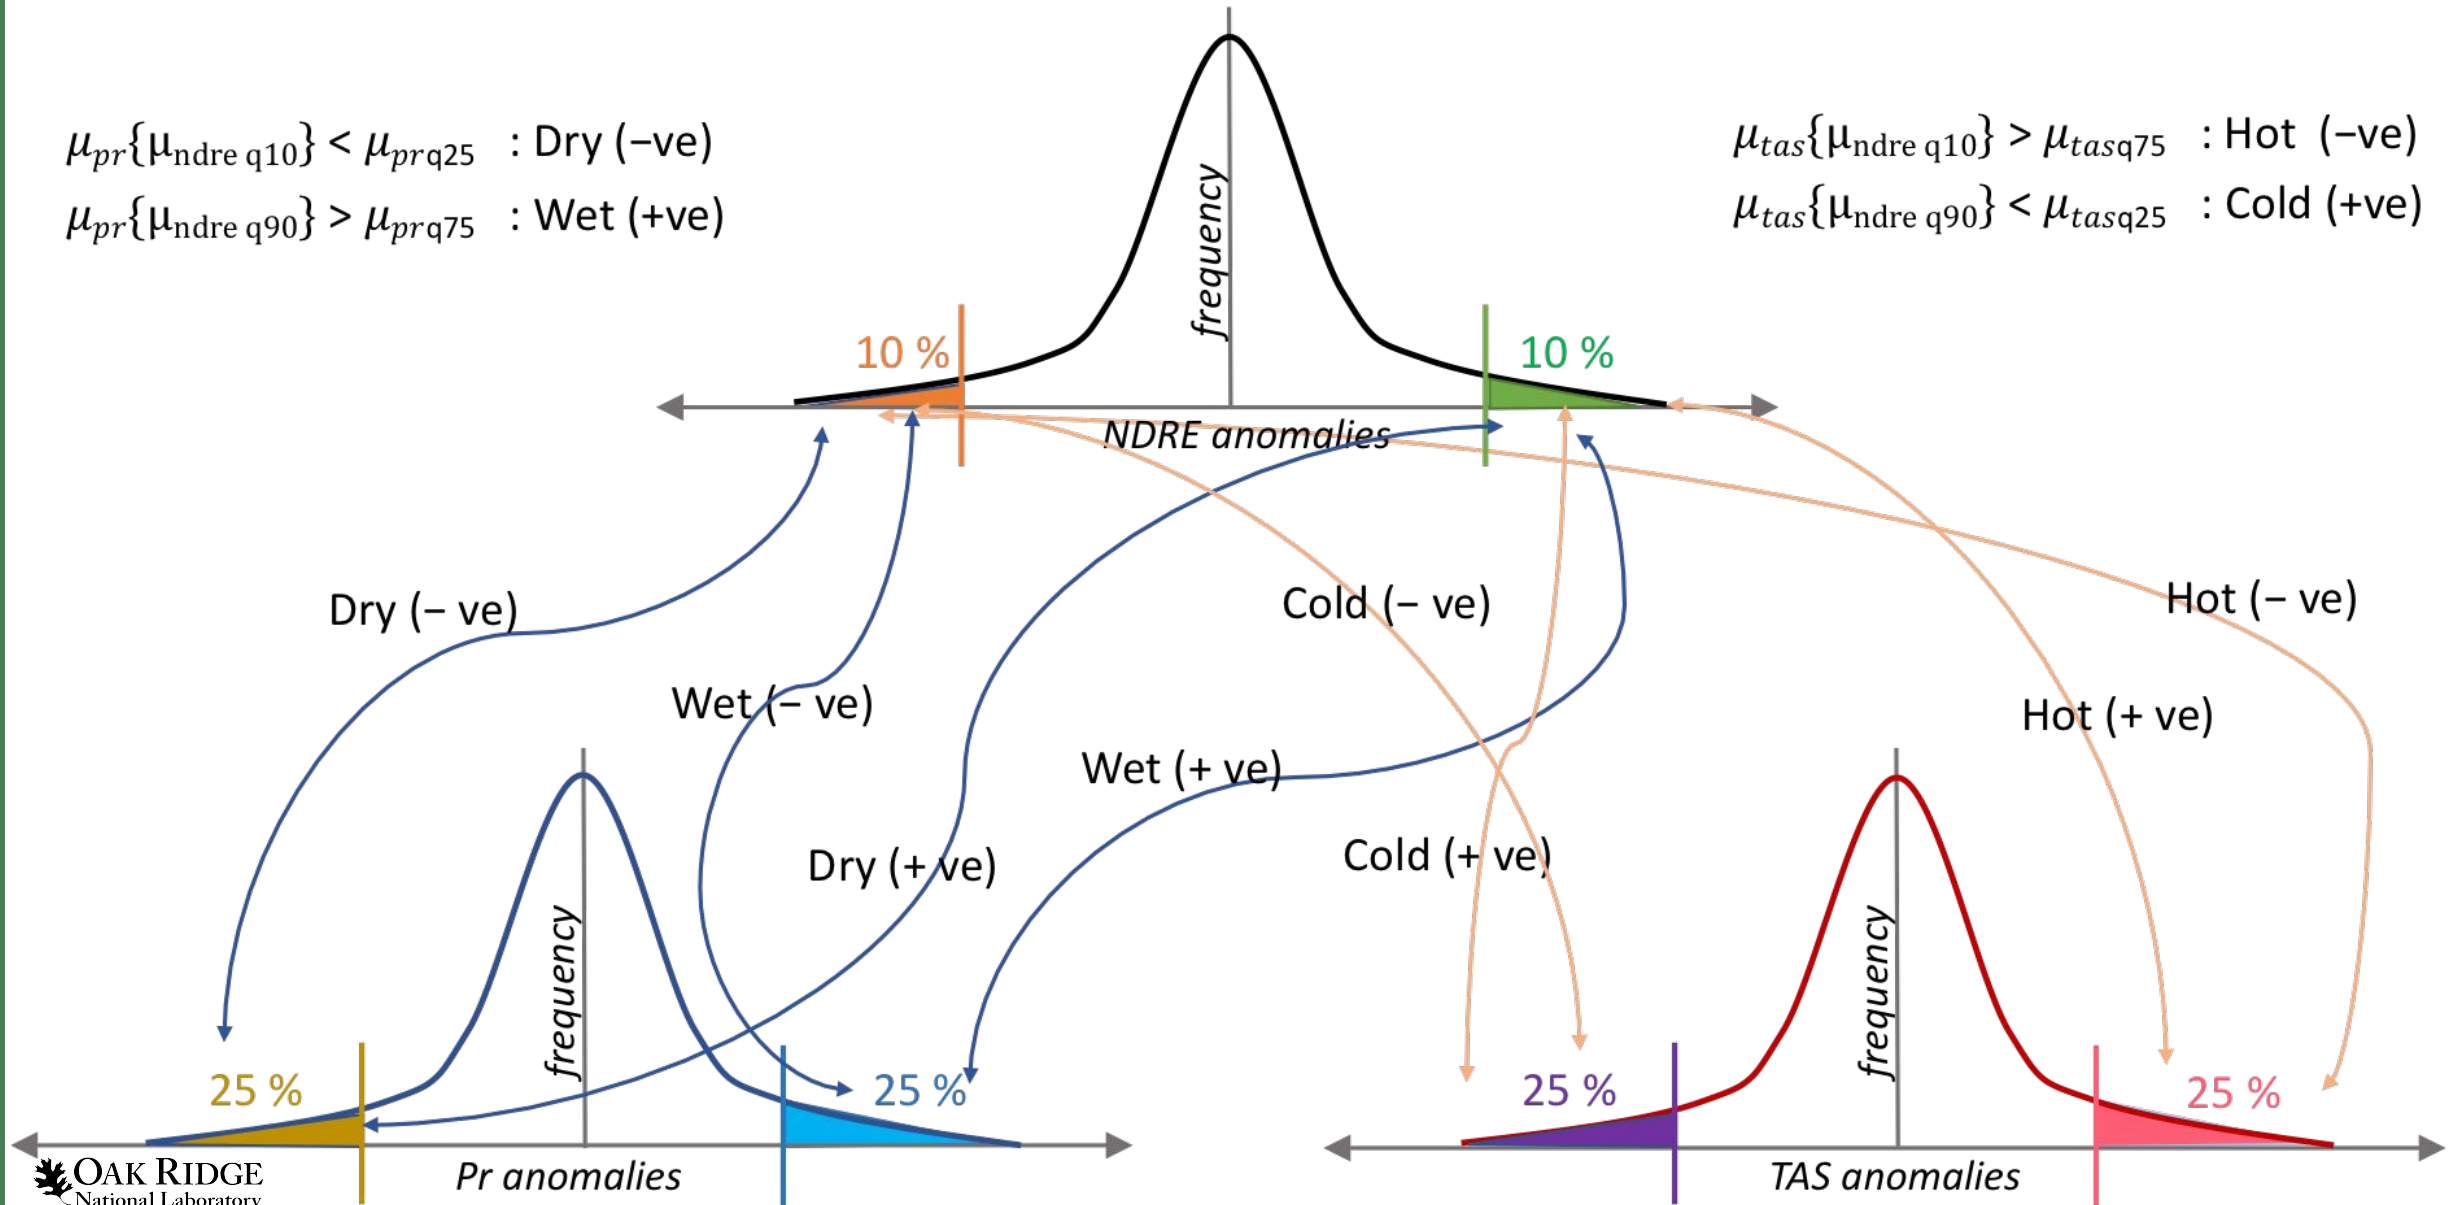 μpr{μndre q10} < μprq25 : Dry (−ve)
μpr{μndre q90} > μprq75 : Wet (+ve)
μtas{μndre q10} > μtasq75 : Hot (−ve)
μtas{μndre q90} < μtasq25 : Cold (+ve)
frequency
10 %
10 %
NDRE anomalies
Dry (− ve)
Cold (− ve)
Hot (− ve)
Wet (− ve)
Hot (+ ve)
Wet (+ ve)
Dry (+ ve)
Cold (+ ve)
frequency
frequency
25 %
25 %
25 %
25 %
Pr anomalies
TAS anomalies
OAK RIDGE
National Laboratory